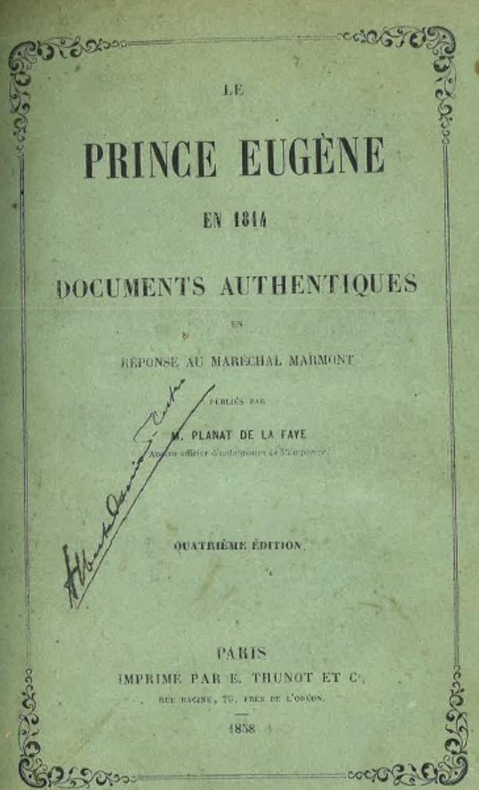 LE
PRINCE EUGÈNE
EN 1814
DOCUMENTS AUTHENTIQUES
EN
RÉPONSE AU MARÉCHAL MARMONT
PUBLIÉS PAR
M. PLANAT DE LA FAYE
Ancien officier d'ordonnance de l'Empereur
QUATRIÈME ÉDITION
PARIS
IMPRIMÉ PAR E. THUNOT ET Cᵉ,
RUE RACINE, 26, PRÈS DE L'ODÉON.
1858